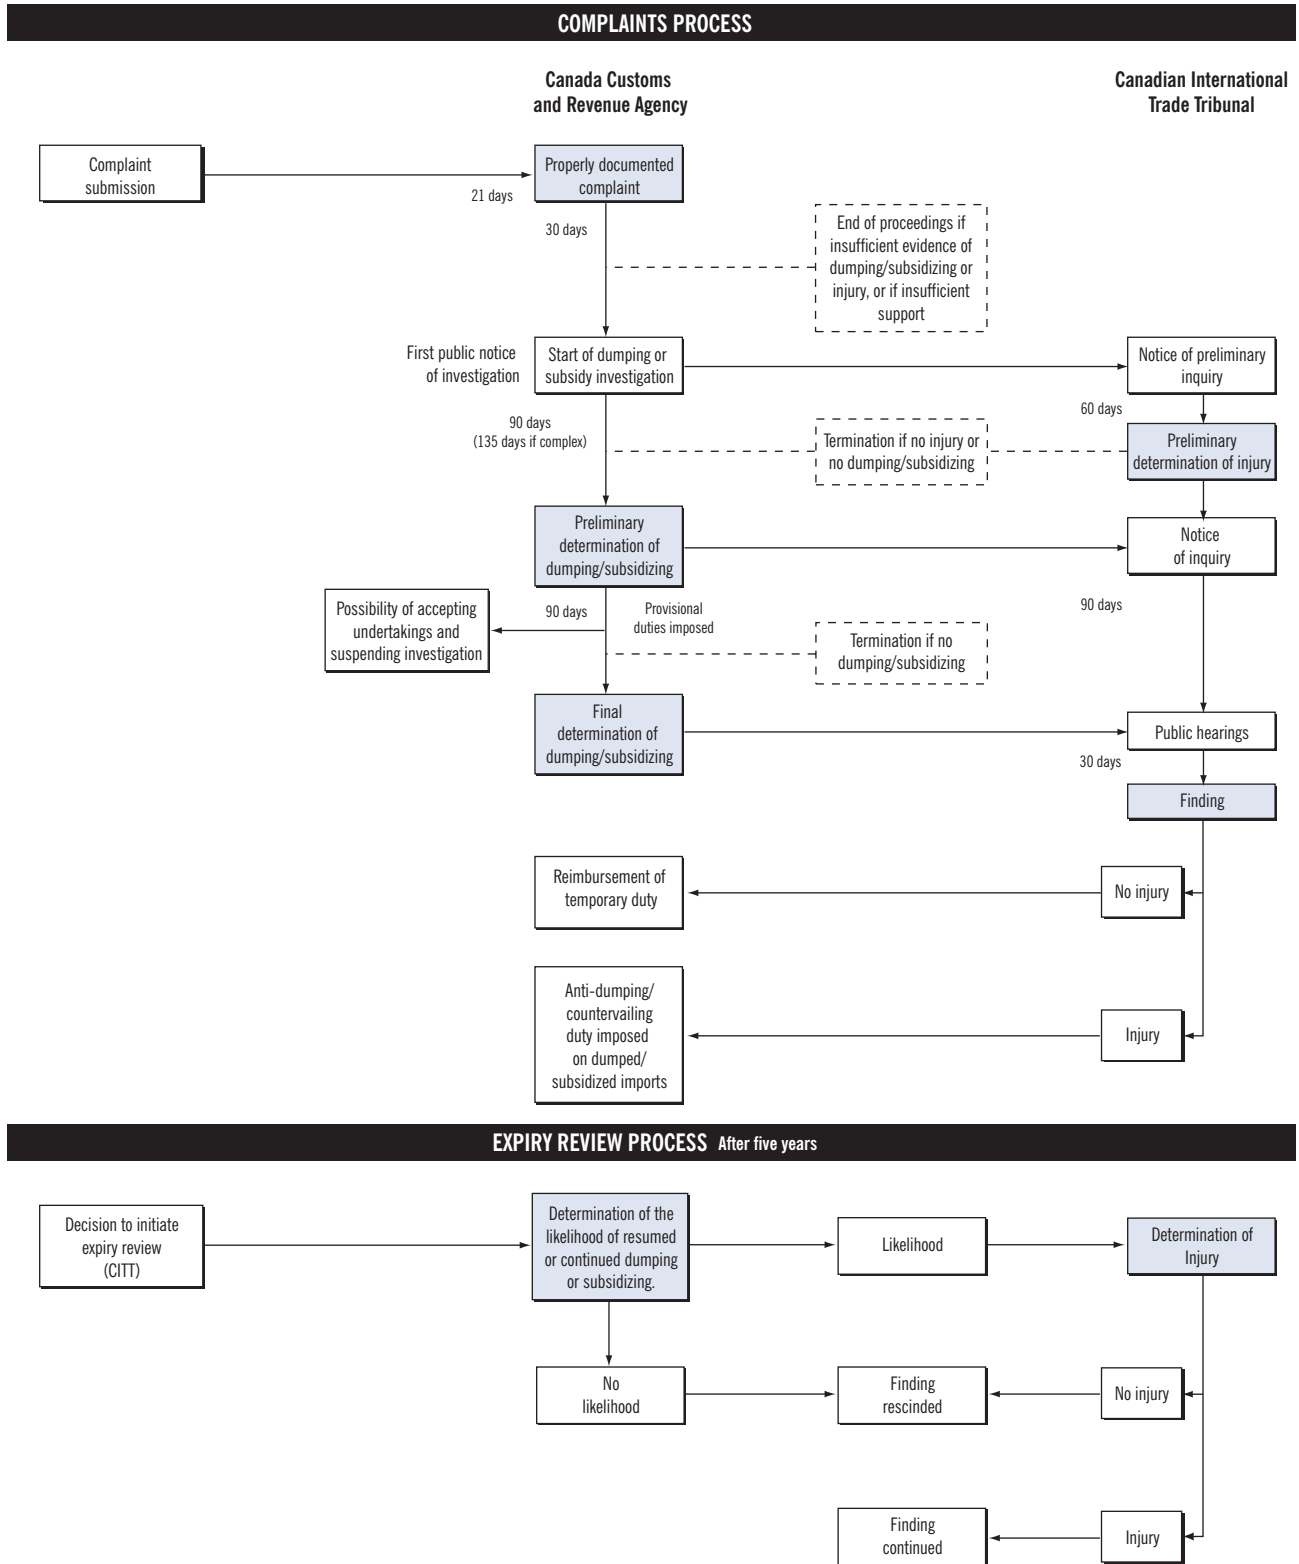 COMPLAINTS PROCESS
Canada Customs
and Revenue Agency
Canadian International
Trade Tribunal
Complaint
submission
21 days
Properly documented
complaint
30 days
End of proceedings if
insufficient evidence of
dumping/subsidizing or
injury, or if insufficient
support
First public notice
of investigation
Start of dumping or
subsidy investigation
Notice of preliminary
inquiry
60 days
90 days
(135 days if complex)
Termination if no injury or
no dumping/subsidizing
Preliminary
determination of injury
Preliminary
determination of
dumping/subsidizing
Notice
of inquiry
Possibility of accepting
undertakings and
suspending investigation
90 days
Provisional
duties imposed
90 days
Termination if no
dumping/subsidizing
Final
determination of
dumping/subsidizing
Public hearings
30 days
Finding
Reimbursement of
temporary duty
No injury
Anti-dumping/
countervailing
duty imposed
on dumped/
subsidized imports
Injury
EXPIRY REVIEW PROCESS After five years
Decision to initiate
expiry review
(CITT)
Determination of the
likelihood of resumed
or continued dumping
or subsidizing.
Likelihood
Determination of
Injury
No
likelihood
Finding
rescinded
No injury
Finding
continued
Injury